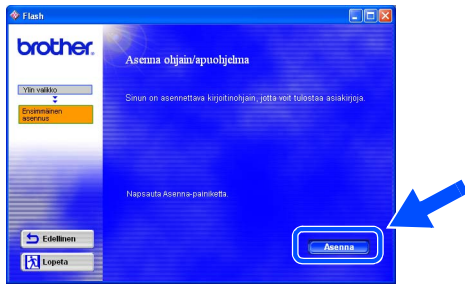 Flash
brother.
Asenna ohjain/apuohjelma
Ylin valikko
Ensimmäinen
asennus
Sinun on asennettava kirjoitinohjain, jotta voit tulostaa asiakirjoja.
Napsauta Asenna-painiketta.
Edellinen
Asenna
Lopeta